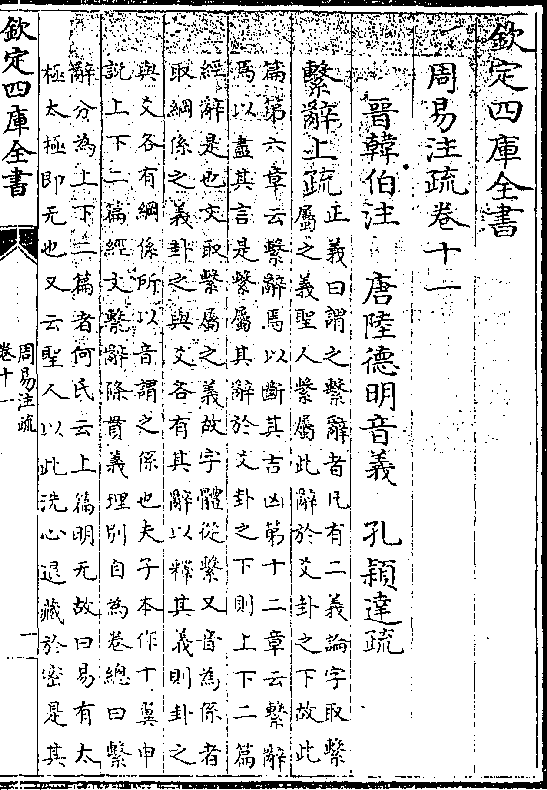 欽定四庫全書
周易注疏卷十一
晉韓伯注 唐陸德明音義 孔穎達疏
繫辭上疏
正義曰謂之繫辭者凡有二義論字取繫
屬之義聖人繫屬此辭於爻卦之下故此
篇第六章云繫辭焉以斷其吉凶第十二章云繫辭
焉以盡其言是繫屬其辭於爻卦之下則上下二篇
經辭是也文取繫屬之義故字體從繫又音為係者
取綱係之義卦之與爻各有其辭以釋其義則卦之
與爻各有綱係所以音謂之係也夫子本作十翼申
說上下二篇經文繫辭條貫義理別自為卷總曰繫
辭分為上下二篇者何氏云上篇明无故曰易有太
極太極即无也又云聖人以此洗心退藏於密是其
欽定四庫全書
周易注疏
卷十一
一